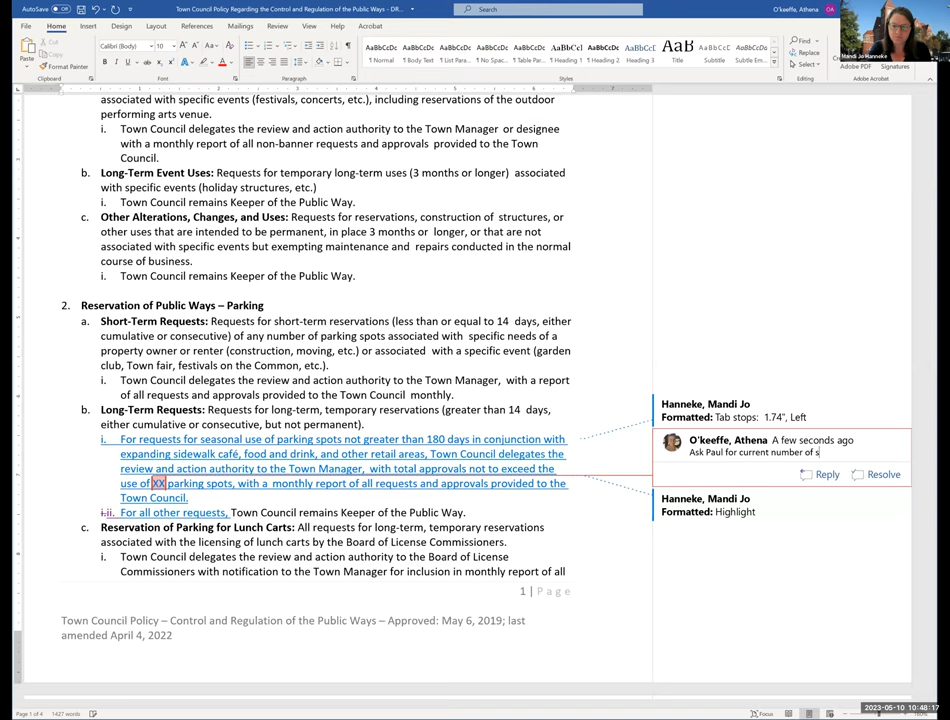 AutoSave Off
Town Council Policy Regarding the Control and Regulation of the Public Ways - DR...
Search
O'keeffe, Athena OA
File Home Insert Design Layout References Mailings Review View Help Acrobat
Paste
Cut
Copy
Format Painter
Calibri (Body) 10
AaBbCcDc AaBbCcDc AaBbCcDc AaBbCcDc AaBbCcDc AaBbCcI AaBbCcDc AaBbCcD AaB AaBbCcD AaBbCcDc
Normal Body Text List Para... No Spac... Table Par... Heading 1 Heading 2 Heading 3 Title Subtitle Subtle Em...
Find
Replace
Select
Adobe PDF Signatures
Clipboard Font Paragraph Styles Editing Adobe Acrobat
Mandi Jo Hanneke
associated with specific events (festivals, concerts, etc.), including reservations of the outdoor
performing arts venue.
i. Town Council delegates the review and action authority to the Town Manager or designee
with a monthly report of all non-banner requests and approvals provided to the Town
Council.
b. Long-Term Event Uses: Requests for temporary long-term uses (3 months or longer) associated
with specific events (holiday structures, etc.)
i. Town Council remains Keeper of the Public Way.
c. Other Alterations, Changes, and Uses: Requests for reservations, construction of structures, or
other uses that are intended to be permanent, in place 3 months or longer, or that are not
associated with specific events but exempting maintenance and repairs conducted in the normal
course of business.
i. Town Council remains Keeper of the Public Way.
2. Reservation of Public Ways – Parking
a. Short-Term Requests: Requests for short-term reservations (less than or equal to 14 days, either
cumulative or consecutive) of any number of parking spots associated with specific needs of a
property owner or renter (construction, moving, etc.) or associated with a specific event (garden
club, Town fair, festivals on the Common, etc.).
i. Town Council delegates the review and action authority to the Town Manager, with a report
of all requests and approvals provided to the Town Council monthly.
b. Long-Term Requests: Requests for long-term, temporary reservations (greater than 14 days,
either cumulative or consecutive, but not permanent).
i. For requests for seasonal use of parking spots not greater than 180 days in conjunction with
expanding sidewalk café, food and drink, and other retail areas, Town Council delegates the
review and action authority to the Town Manager, with total approvals not to exceed the
use of XX parking spots, with a monthly report of all requests and approvals provided to the
Town Council.
i.ii. For all other requests, Town Council remains Keeper of the Public Way.
c. Reservation of Parking for Lunch Carts: All requests for long-term, temporary reservations
associated with the licensing of lunch carts by the Board of License Commissioners.
i. Town Council delegates the review and action authority to the Board of License
Commissioners with notification to the Town Manager for inclusion in monthly report of all
1 | Page
Town Council Policy – Control and Regulation of the Public Ways – Approved: May 6, 2019; last
amended April 4, 2022
Hanneke, Mandi Jo
Formatted: Tab stops: 1.74", Left
O'keeffe, Athena A few seconds ago
Ask Paul for current number of s
Reply Resolve
Hanneke, Mandi Jo
Formatted: Highlight
Page 1 of 4 1427 words
Focus
2023-05-10 10:48:17